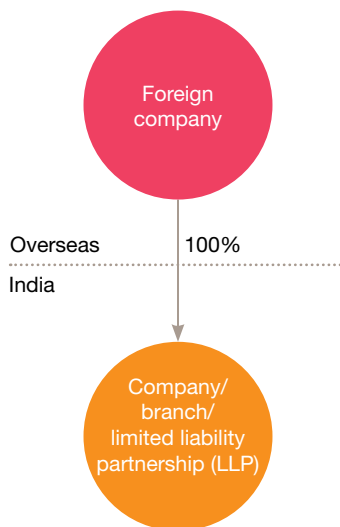 Foreign
company
Overseas 100%
India
Company/
branch/
limited liability
partnership (LLP)